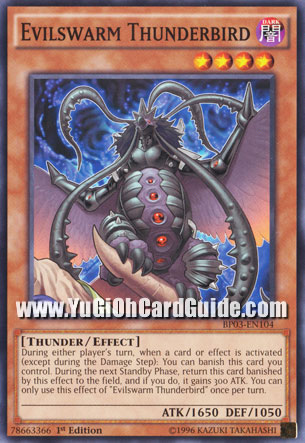 EVILSWARM THUNDERBIRD
DARK
闇
www.YuGiOhCardGuide.com
BP03-EN104
[THUNDER / EFFECT]
During either player's turn, when a card or effect is activated
(except during the Damage Step): You can banish this card you
control. During the next Standby Phase, return this card banished
by this effect to the field, and if you do, it gains 300 ATK. You can
only use this effect of "Evilswarm Thunderbird" once per turn.
ATK/1650 DEF/1050
78663366 1st Edition ©1996 KAZUKI TAKAHASHI